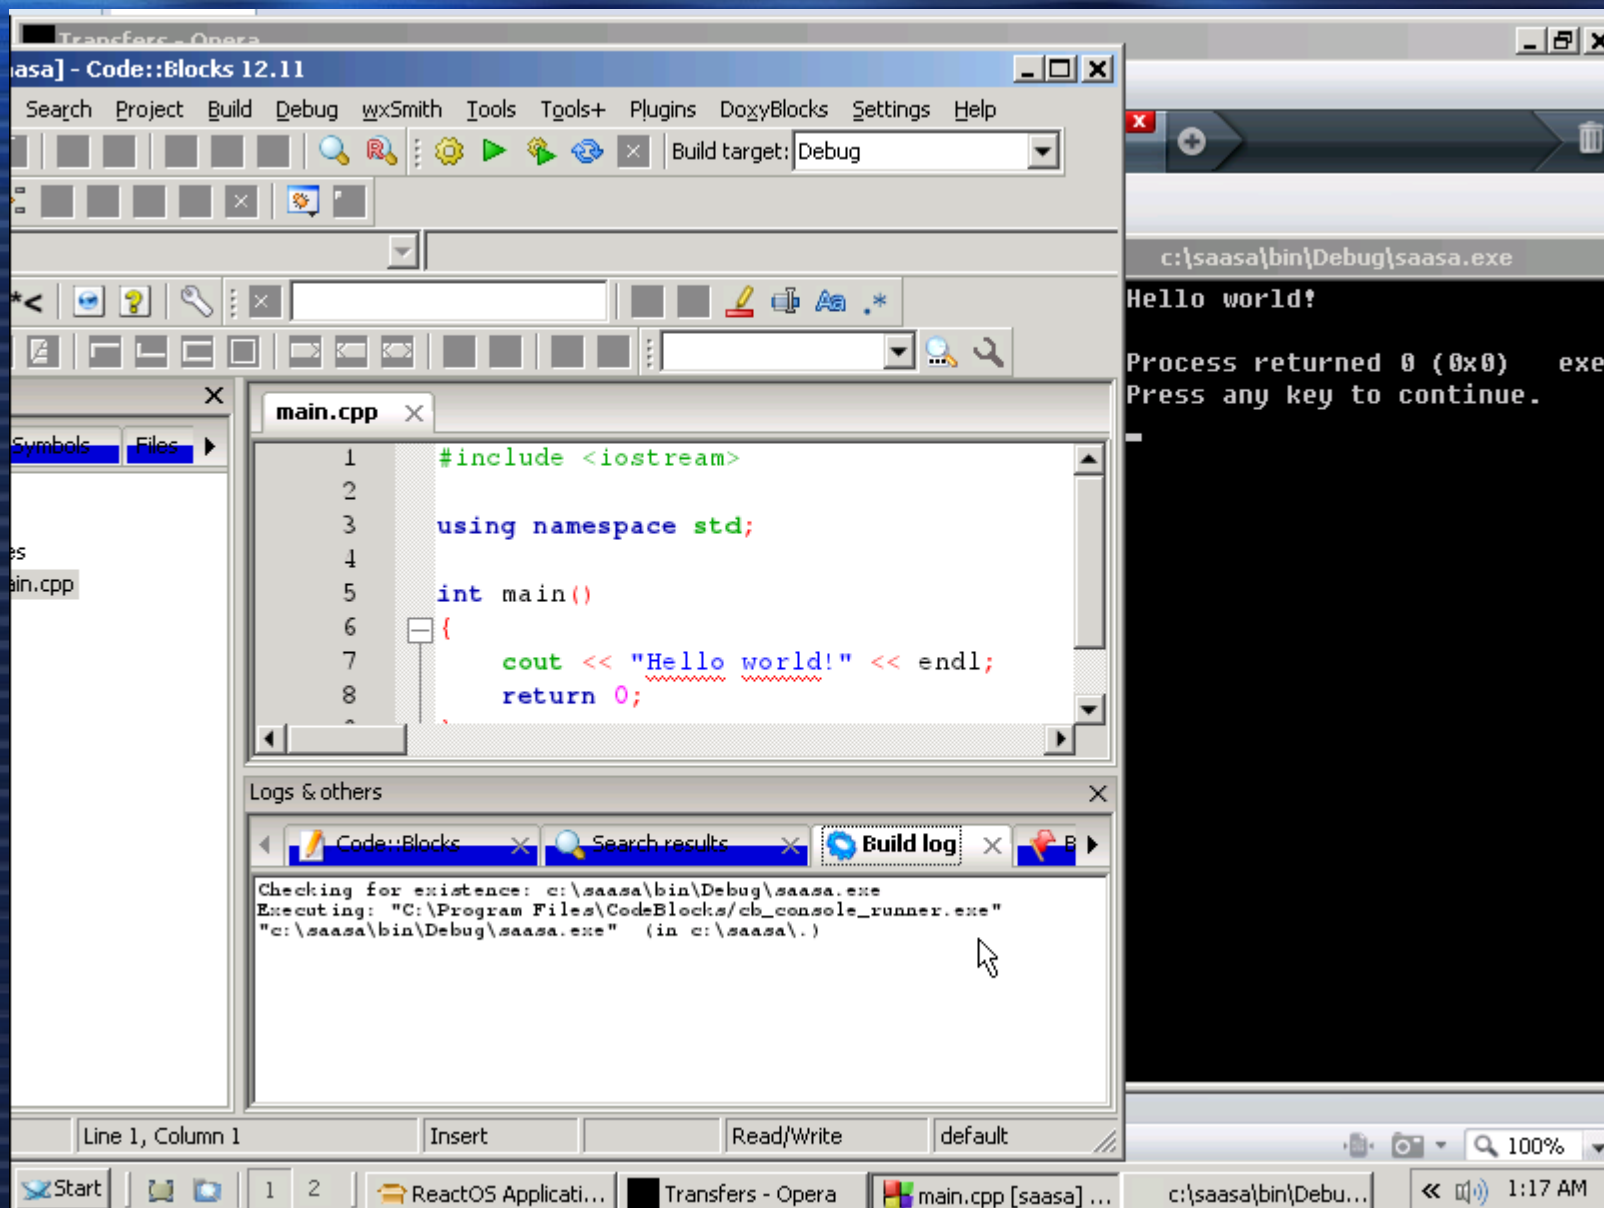 Transfers - Opera
asa] - Code::Blocks 12.11
Search Project Build Debug wxSmith Tools Tools+ Plugins DoxyBlocks Settings Help
Build target: Debug
c:\saasa\bin\Debug\saasa.exe
Hello world!
Process returned 0 (0x0) exe
Press any key to continue.
*<
Aa .*
main.cpp
Symbols Files
es
ain.cpp
1 #include <iostream>
2
3 using namespace std;
4
5 int main()
6 {
7 cout << "Hello world!" << endl;
8 return 0;
Logs & others
Code::Blocks Search results Build log B
Checking for existence: c:\saasa\bin\Debug\saasa.exe
Executing: "C:\Program Files\CodeBlocks/cb_console_runner.exe"
"c:\saasa\bin\Debug\saasa.exe" (in c:\saasa\.)
Line 1, Column 1 Insert Read/Write default
100%
Start 1 2 ReactOS Applicati... Transfers - Opera main.cpp [saasa] ... c:\saasa\bin\Debu... « 1:17 AM